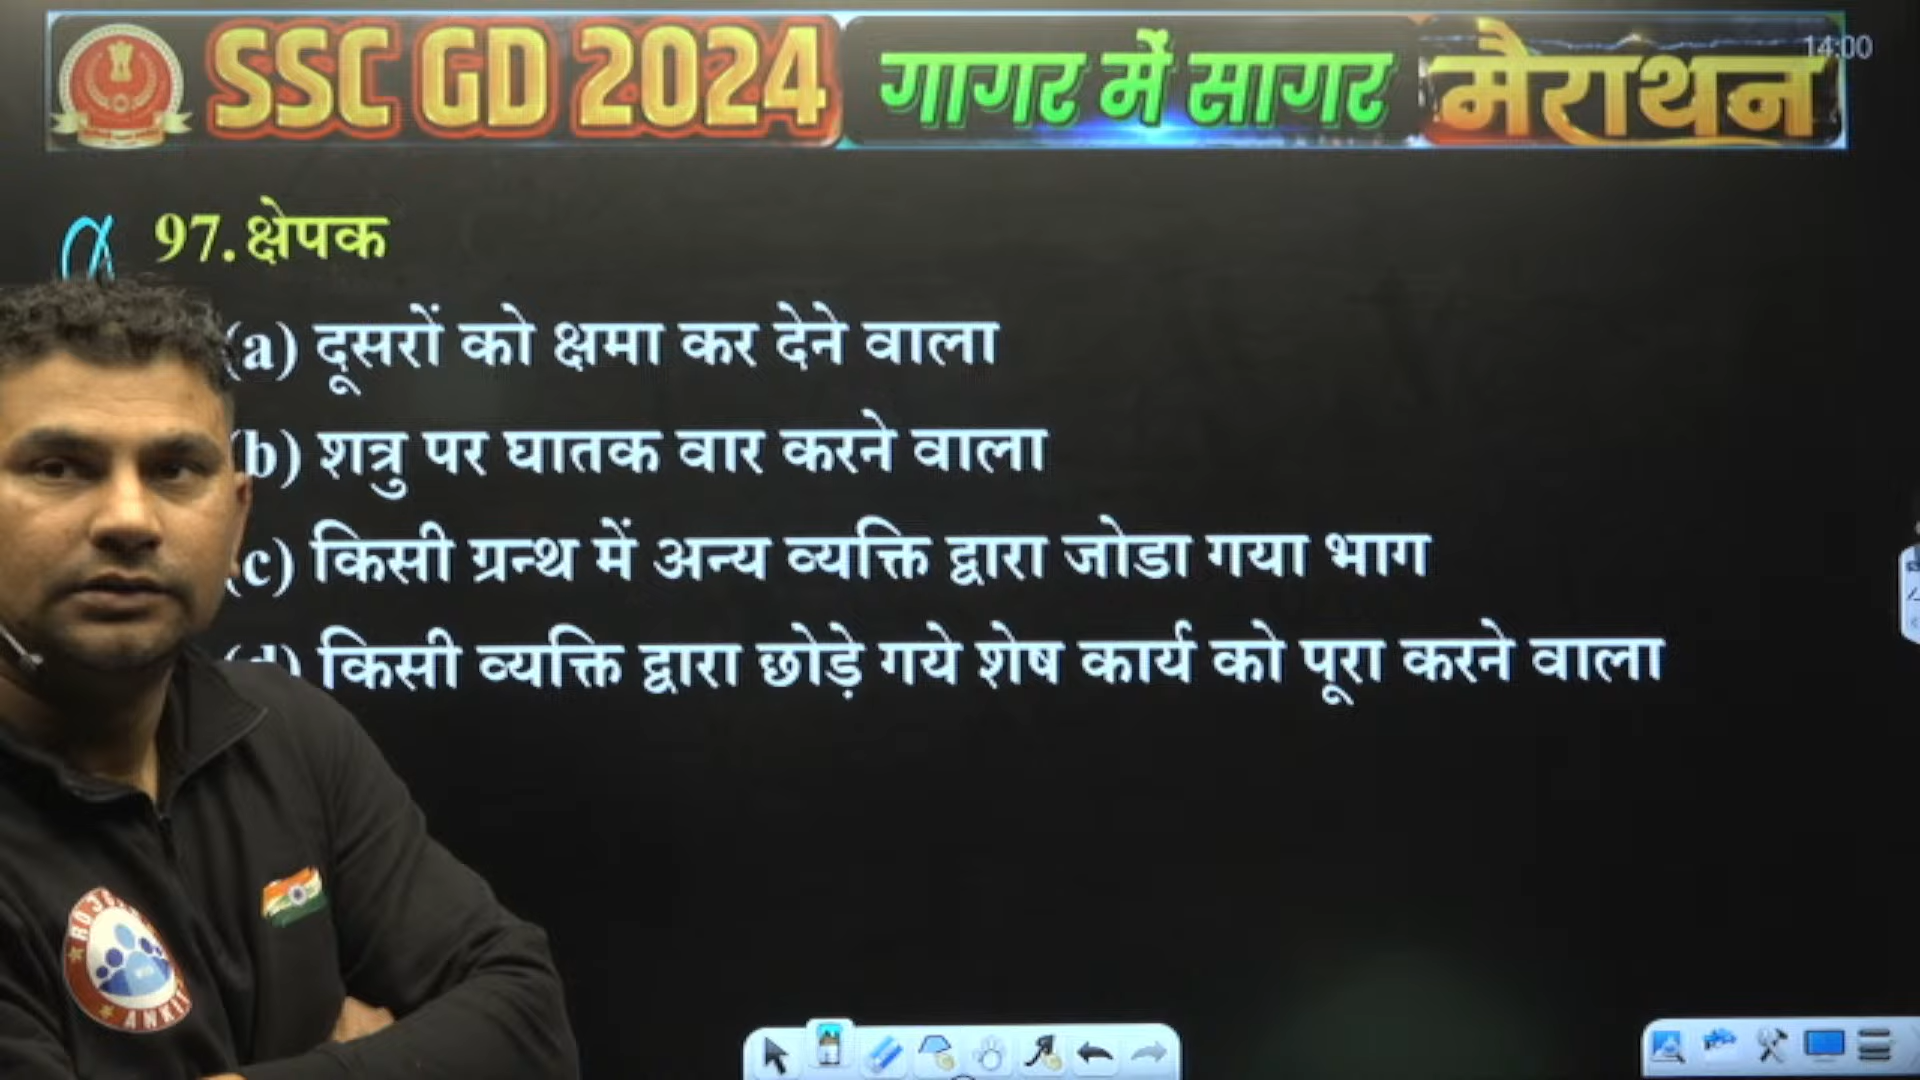 SSC GD 2024 गागर में सागर मैराथन
14:00
97. क्षेपक
(a) दूसरों को क्षमा कर देने वाला
(b) शत्रु पर घातक वार करने वाला
(c) किसी ग्रन्थ में अन्य व्यक्ति द्वारा जोडा गया भाग
(d) किसी व्यक्ति द्वारा छोड़े गये शेष कार्य को पूरा करने वाला
ANKIT